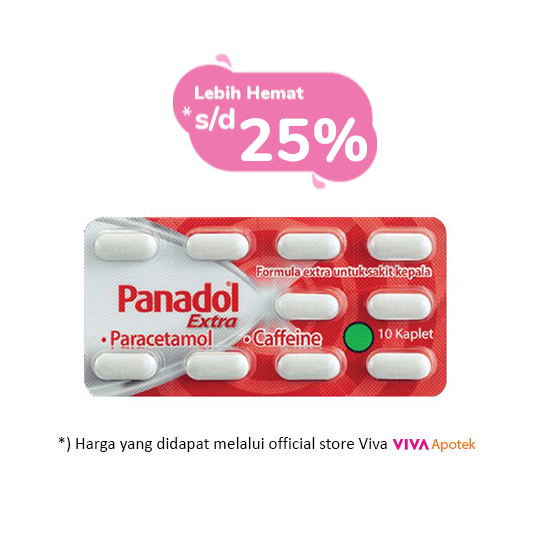 Lebih Hemat
*s/d 25%
Formula extra untuk sakit kepala
Panadol
Extra
• Paracetamol • Caffeine 10 Kaplet
*) Harga yang didapat melalui official store Viva VIVA Apotek